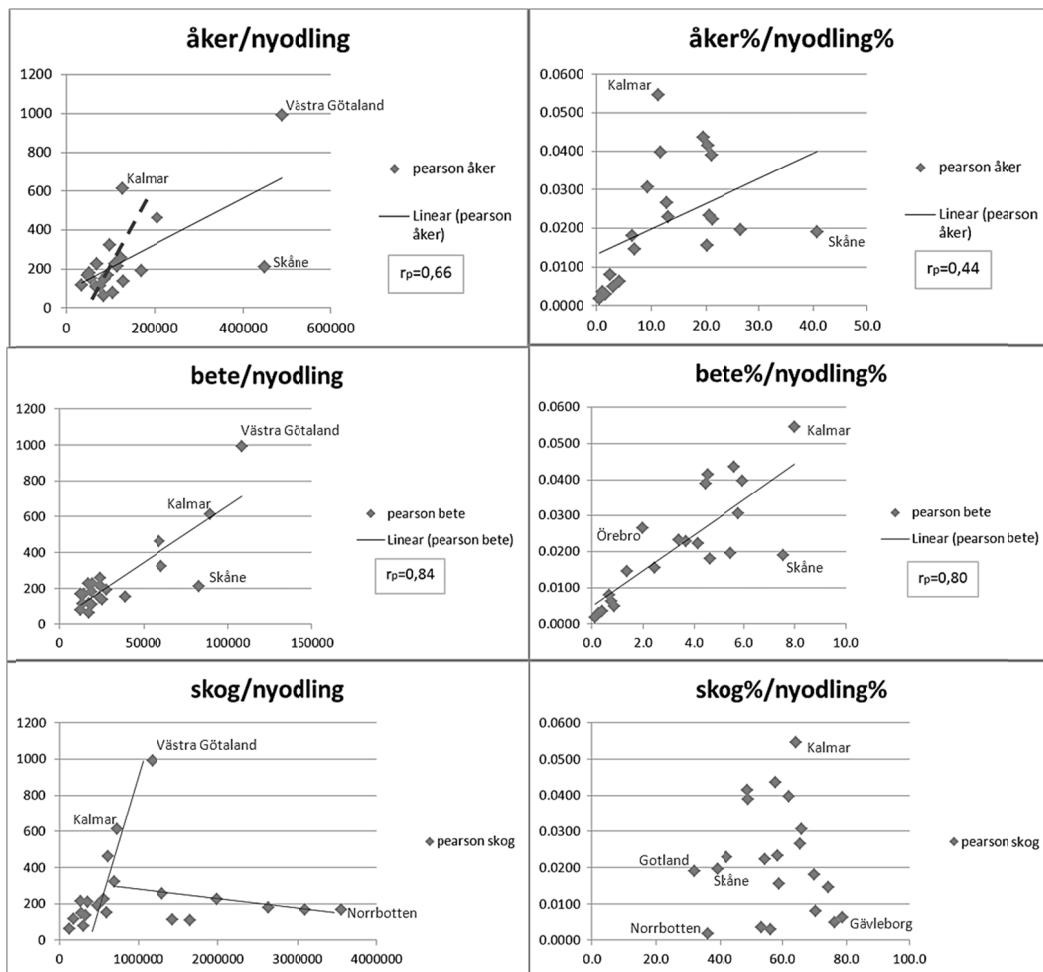 åker/nyodling
1200
1000
800
600
400
200
0
0
200000
400000
600000
Västra Götaland
Kalmar
Skåne
pearson åker
Linear (pearson
åker)
rp=0,66
åker%/nyodling%
0.0600
0.0500
0.0400
0.0300
0.0200
0.0100
0.0000
0.0
10.0
20.0
30.0
40.0
50.0
Kalmar
Skåne
pearson åker
Linear (pearson
åker)
rp=0,44
bete/nyodling
1200
1000
800
600
400
200
0
0
50000
100000
150000
Västra Götaland
Kalmar
Skåne
pearson bete
Linear (pearson bete)
rp=0,84
bete%/nyodling%
0.0600
0.0500
0.0400
0.0300
0.0200
0.0100
0.0000
0.0
2.0
4.0
6.0
8.0
10.0
Kalmar
Örebro
Skåne
pearson bete
Linear (pearson bete)
rp=0,80
skog/nyodling
1200
1000
800
600
400
200
0
0
1000000
2000000
3000000
4000000
Västra Götaland
Kalmar
Norrbotten
pearson skog
skog%/nyodling%
0.0600
0.0500
0.0400
0.0300
0.0200
0.0100
0.0000
0.0
20.0
40.0
60.0
80.0
100.0
Kalmar
Gotland
Skåne
Norrbotten
Gävleborg
pearson skog